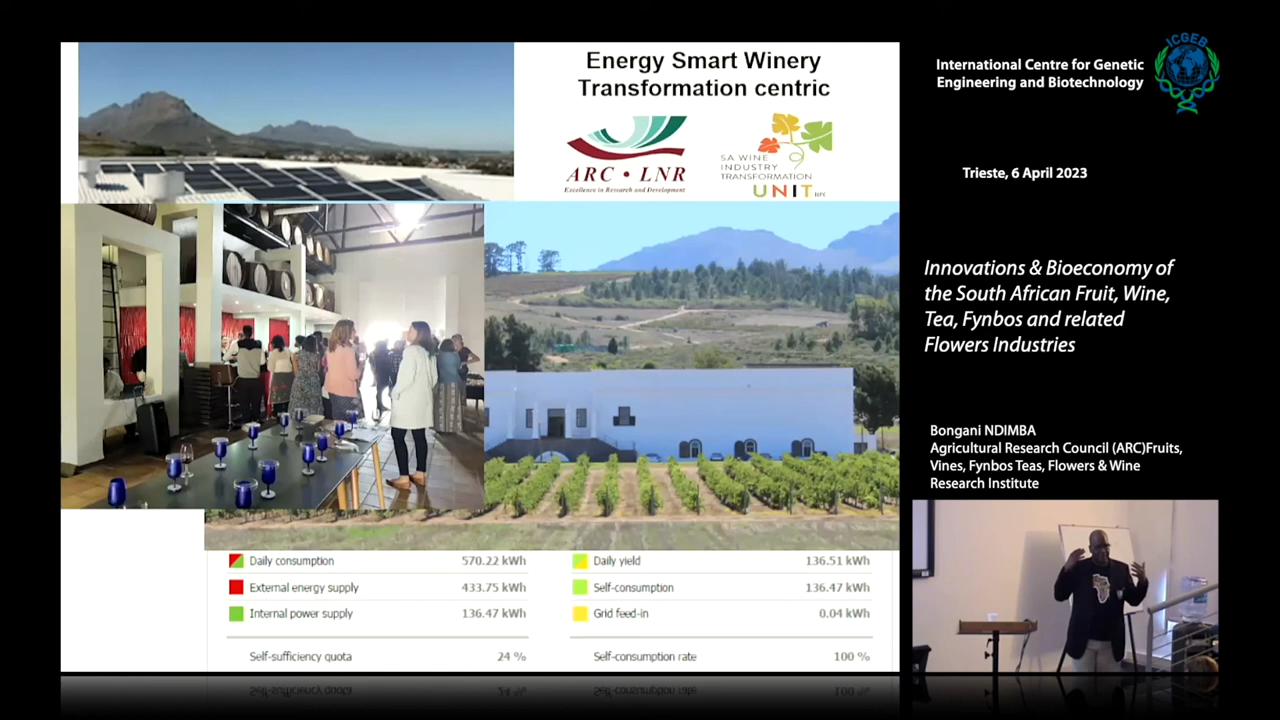 Energy Smart Winery
Transformation centric
ARC • LNR
Excellence in Research and Development
SA WINE
INDUSTRY
TRANSFORMATION
UNIT NPC
Daily consumption 570.22 kWh
External energy supply 433.75 kWh
Internal power supply 136.47 kWh
Self-sufficiency quota 24 %
Daily yield 136.51 kWh
Self-consumption 136.47 kWh
Grid feed-in 0.04 kWh
Self-consumption rate 100 %
International Centre for Genetic
Engineering and Biotechnology
ICGEB
Trieste, 6 April 2023
Innovations & Bioeconomy of
the South African Fruit, Wine,
Tea, Fynbos and related
Flowers Industries
Bongani NDIMBA
Agricultural Research Council (ARC)Fruits,
Vines, Fynbos Teas, Flowers & Wine
Research Institute